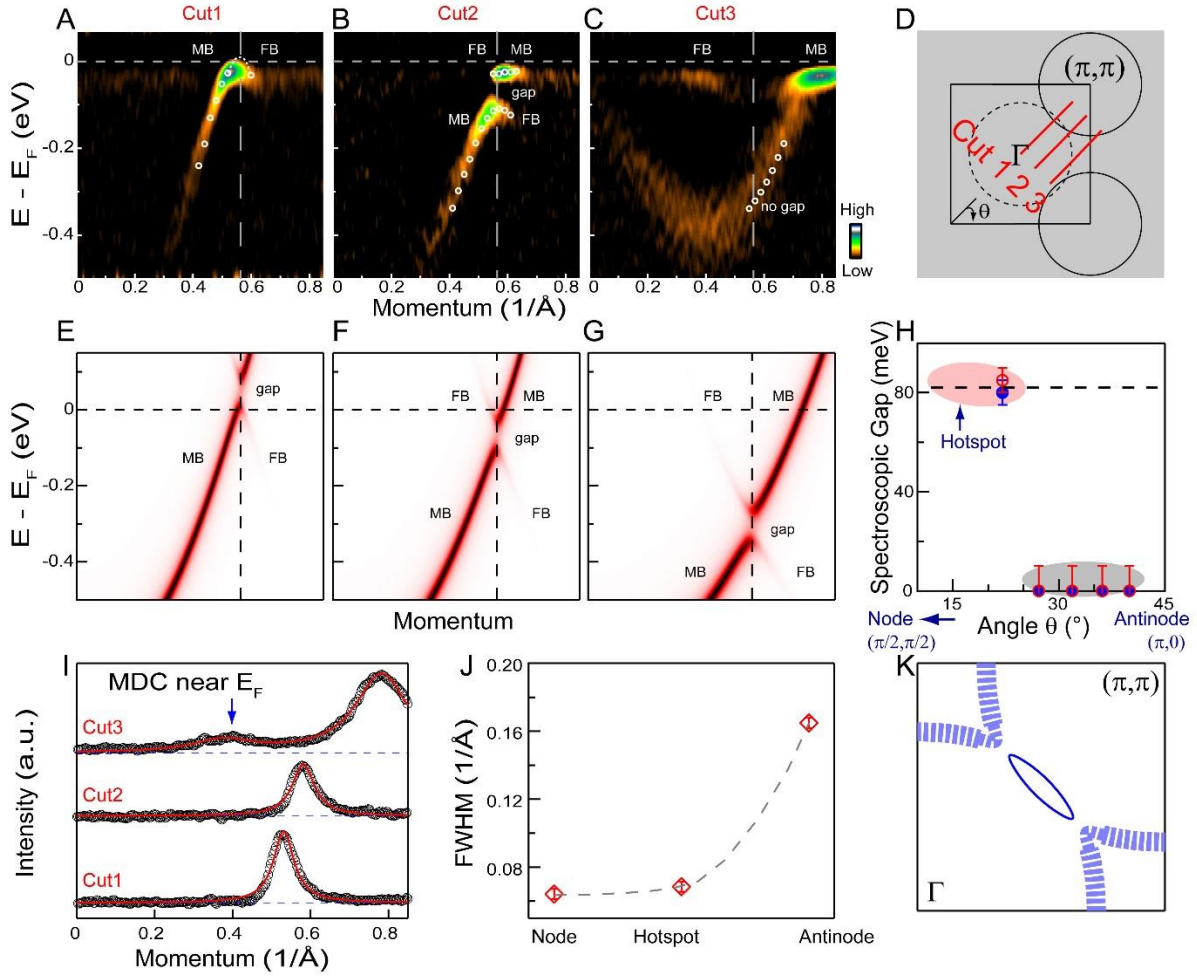 Cut1 Cut2 Cut3
A B C D
MB FB FB MB FB MB
0 -0.2 -0.4
E - E_F (eV)
gap
MB FB
no gap
High
Low
0 0.2 0.4 0.6 0.8 0 0.2 0.4 0.6 0.8 0 0.2 0.4 0.6 0.8
Momentum (1/Å)
(π,π)
Γ
Cut 1 2 3
θ
E F G H
0 -0.2 -0.4
E - E_F (eV)
gap
MB FB
FB MB
gap
MB FB
FB MB
gap
MB FB
Momentum
80 40 0
Spectroscopic Gap (meV)
Hotspot
15 30 45
Node
(π/2,π/2)
Angle θ (°)
Antinode
(π,0)
I J K
MDC near E_F
Cut3
Cut2
Cut1
Intensity (a.u.)
0 0.2 0.4 0.6 0.8
Momentum (1/Å)
0.20
0.16
0.12
0.08
FWHM (1/Å)
Node Hotspot Antinode
(π,π)
Γ